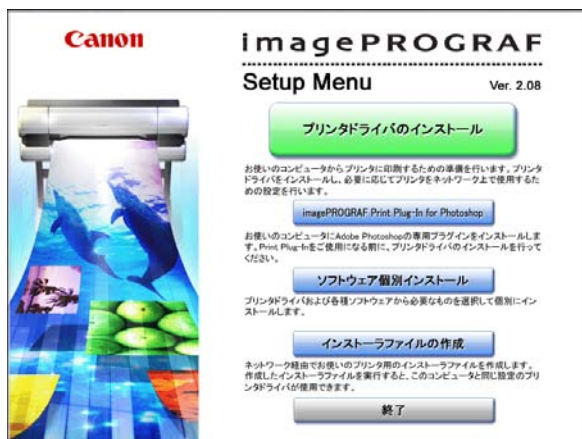 Canon
imagePROGRAF
Setup Menu
Ver. 2.08
プリンタドライバのインストール
お使いのコンピュータからプリンタに印刷するための準備を行います。プリンタ
ドライバをインストールし、必要に応じてプリンタをネットワーク上で使用するた
めの設定を行います。
imagePROGRAF Print Plug-In for Photoshop
お使いのコンピュータにAdobe Photoshopの専用プラグインをインストールしま
す。Print Plug-Inをご使用になる前に、プリンタドライバのインストールを行って
ください。
ソフトウェア個別インストール
プリンタドライバおよび各種ソフトウェアから必要なものを選択して個別にイン
ストールします。
インストーラファイルの作成
ネットワーク経由でお使いのプリンタ用のインストーラファイルを作成します。
作成したインストーラファイルを実行すると、このコンピュータと同じ設定のプリ
ンタドライバが使用できます。
終了